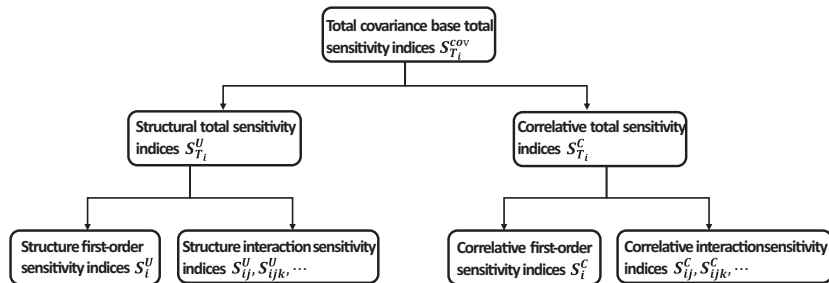 Total covariance base total
sensitivity indices $S_{T_i}^{cov}$
Structural total sensitivity
indices $S_{T_i}^{U}$
Correlative total sensitivity
indices $S_{T_i}^{C}$
Structure first-order
sensitivity indices $S_i^U$
Structure interaction sensitivity
indices $S_{ij}^U, S_{ijk}^U, \cdots$
Correlative first-order
sensitivity indices $S_i^C$
Correlative interactionsensitivity
indices $S_{ij}^C, S_{ijk}^C, \cdots$